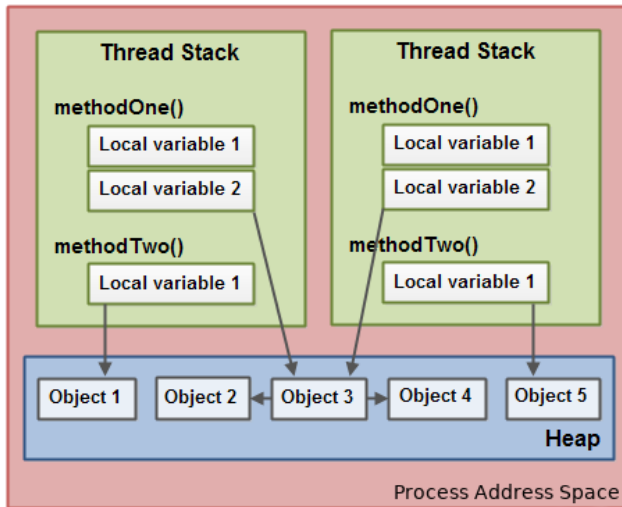 Thread Stack
methodOne()
Local variable 1
Local variable 2
methodTwo()
Local variable 1
Thread Stack
methodOne()
Local variable 1
Local variable 2
methodTwo()
Local variable 1
Object 1
Object 2
Object 3
Object 4
Object 5
Heap
Process Address Space